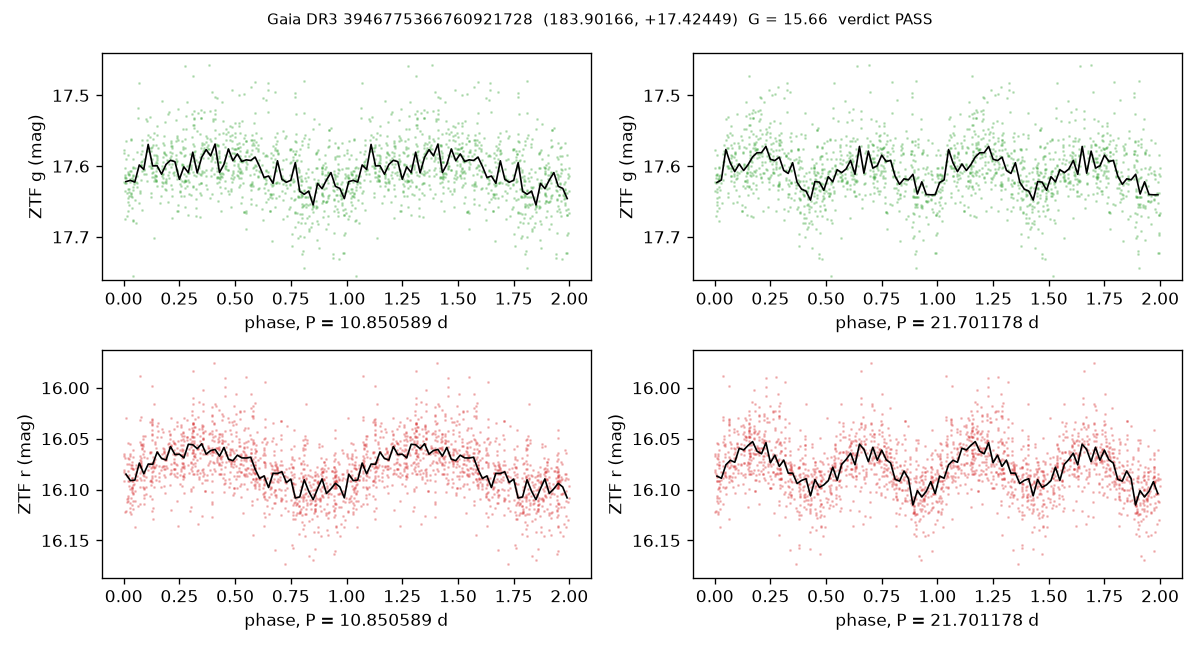 Gaia DR3 3946775366760921728  (183.90166, +17.42449)  G = 15.66  verdict PASS
ZTF g (mag)
17.5
17.6
17.7
0.00 0.25 0.50 0.75 1.00 1.25 1.50 1.75 2.00
phase, P = 10.850589 d
ZTF g (mag)
17.5
17.6
17.7
0.00 0.25 0.50 0.75 1.00 1.25 1.50 1.75 2.00
phase, P = 21.701178 d
ZTF r (mag)
16.00
16.05
16.10
16.15
0.00 0.25 0.50 0.75 1.00 1.25 1.50 1.75 2.00
phase, P = 10.850589 d
ZTF r (mag)
16.00
16.05
16.10
16.15
0.00 0.25 0.50 0.75 1.00 1.25 1.50 1.75 2.00
phase, P = 21.701178 d